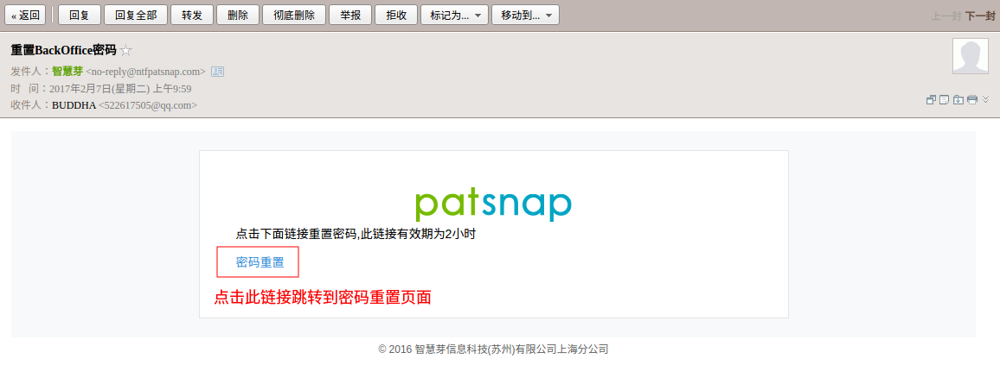 « 返回 回复 回复全部 转发 删除 彻底删除 举报 拒收 标记为... 移动到... 上一封 下一封
重置BackOffice密码
发件人：智慧芽 <no-reply@ntfpatsnap.com>
时 间：2017年2月7日(星期二) 上午9:59
收件人：BUDDHA <522617505@qq.com>
patsnap
点击下面链接重置密码,此链接有效期为2小时
密码重置
点击此链接跳转到密码重置页面
© 2016 智慧芽信息科技(苏州)有限公司上海分公司